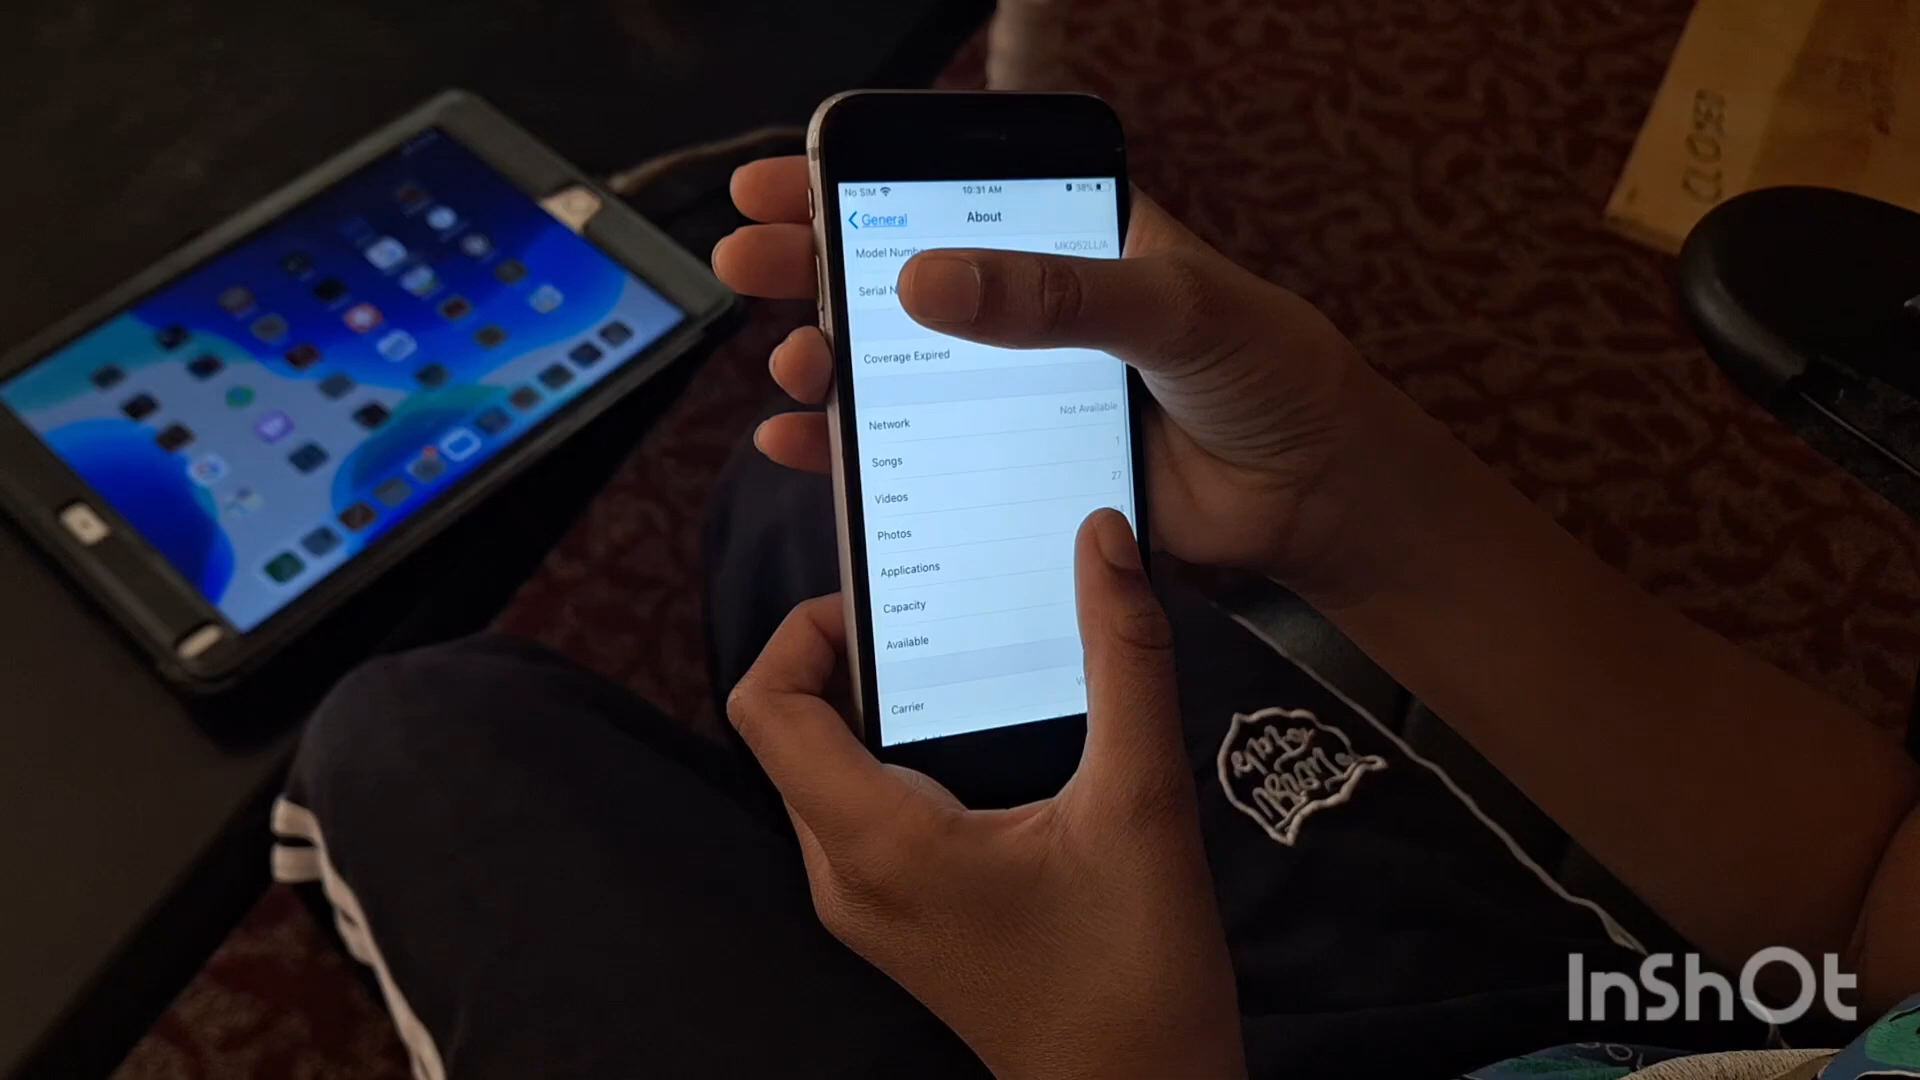 No SIM 10:31 AM 38%
General About
Model Numb MKQ52LL/A
Serial N
Coverage Expired
Network Not Available
Songs 1
Videos 27
Photos
Applications
Capacity
Available
Carrier
CLOSED
InShOt